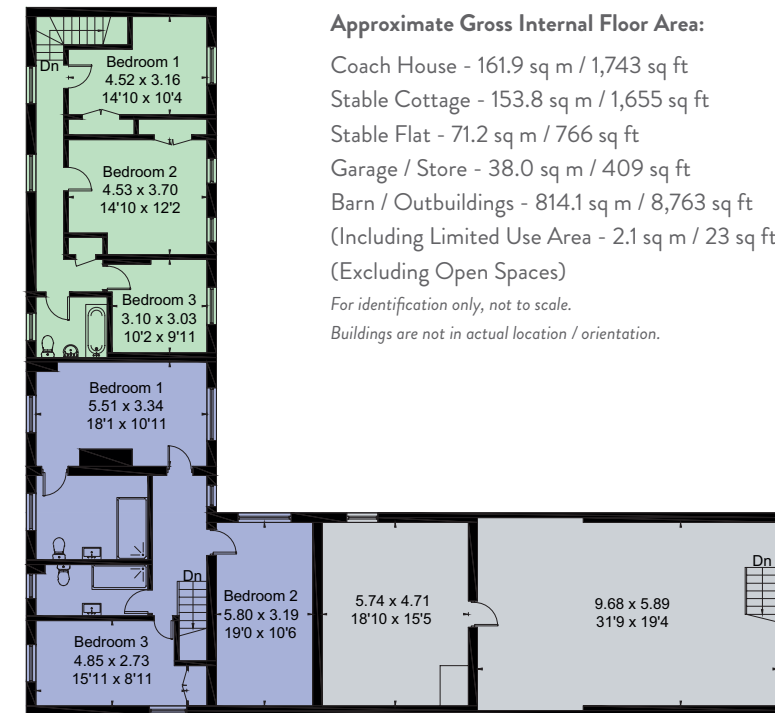 Approximate Gross Internal Floor Area:
Coach House - 161.9 sq m / 1,743 sq ft
Stable Cottage - 153.8 sq m / 1,655 sq ft
Stable Flat - 71.2 sq m / 766 sq ft
Garage / Store - 38.0 sq m / 409 sq ft
Barn / Outbuildings - 814.1 sq m / 8,763 sq ft
(Including Limited Use Area - 2.1 sq m / 23 sq ft
(Excluding Open Spaces)
For identification only, not to scale.
Buildings are not in actual location / orientation.
Dn
Bedroom 1
4.52 x 3.16
14'10 x 10'4
Bedroom 2
4.53 x 3.70
14'10 x 12'2
Bedroom 3
3.10 x 3.03
10'2 x 9'11
Bedroom 1
5.51 x 3.34
18'1 x 10'11
Dn
Bedroom 2
5.80 x 3.19
19'0 x 10'6
Bedroom 3
4.85 x 2.73
15'11 x 8'11
5.74 x 4.71
18'10 x 15'5
9.68 x 5.89
31'9 x 19'4
Dn